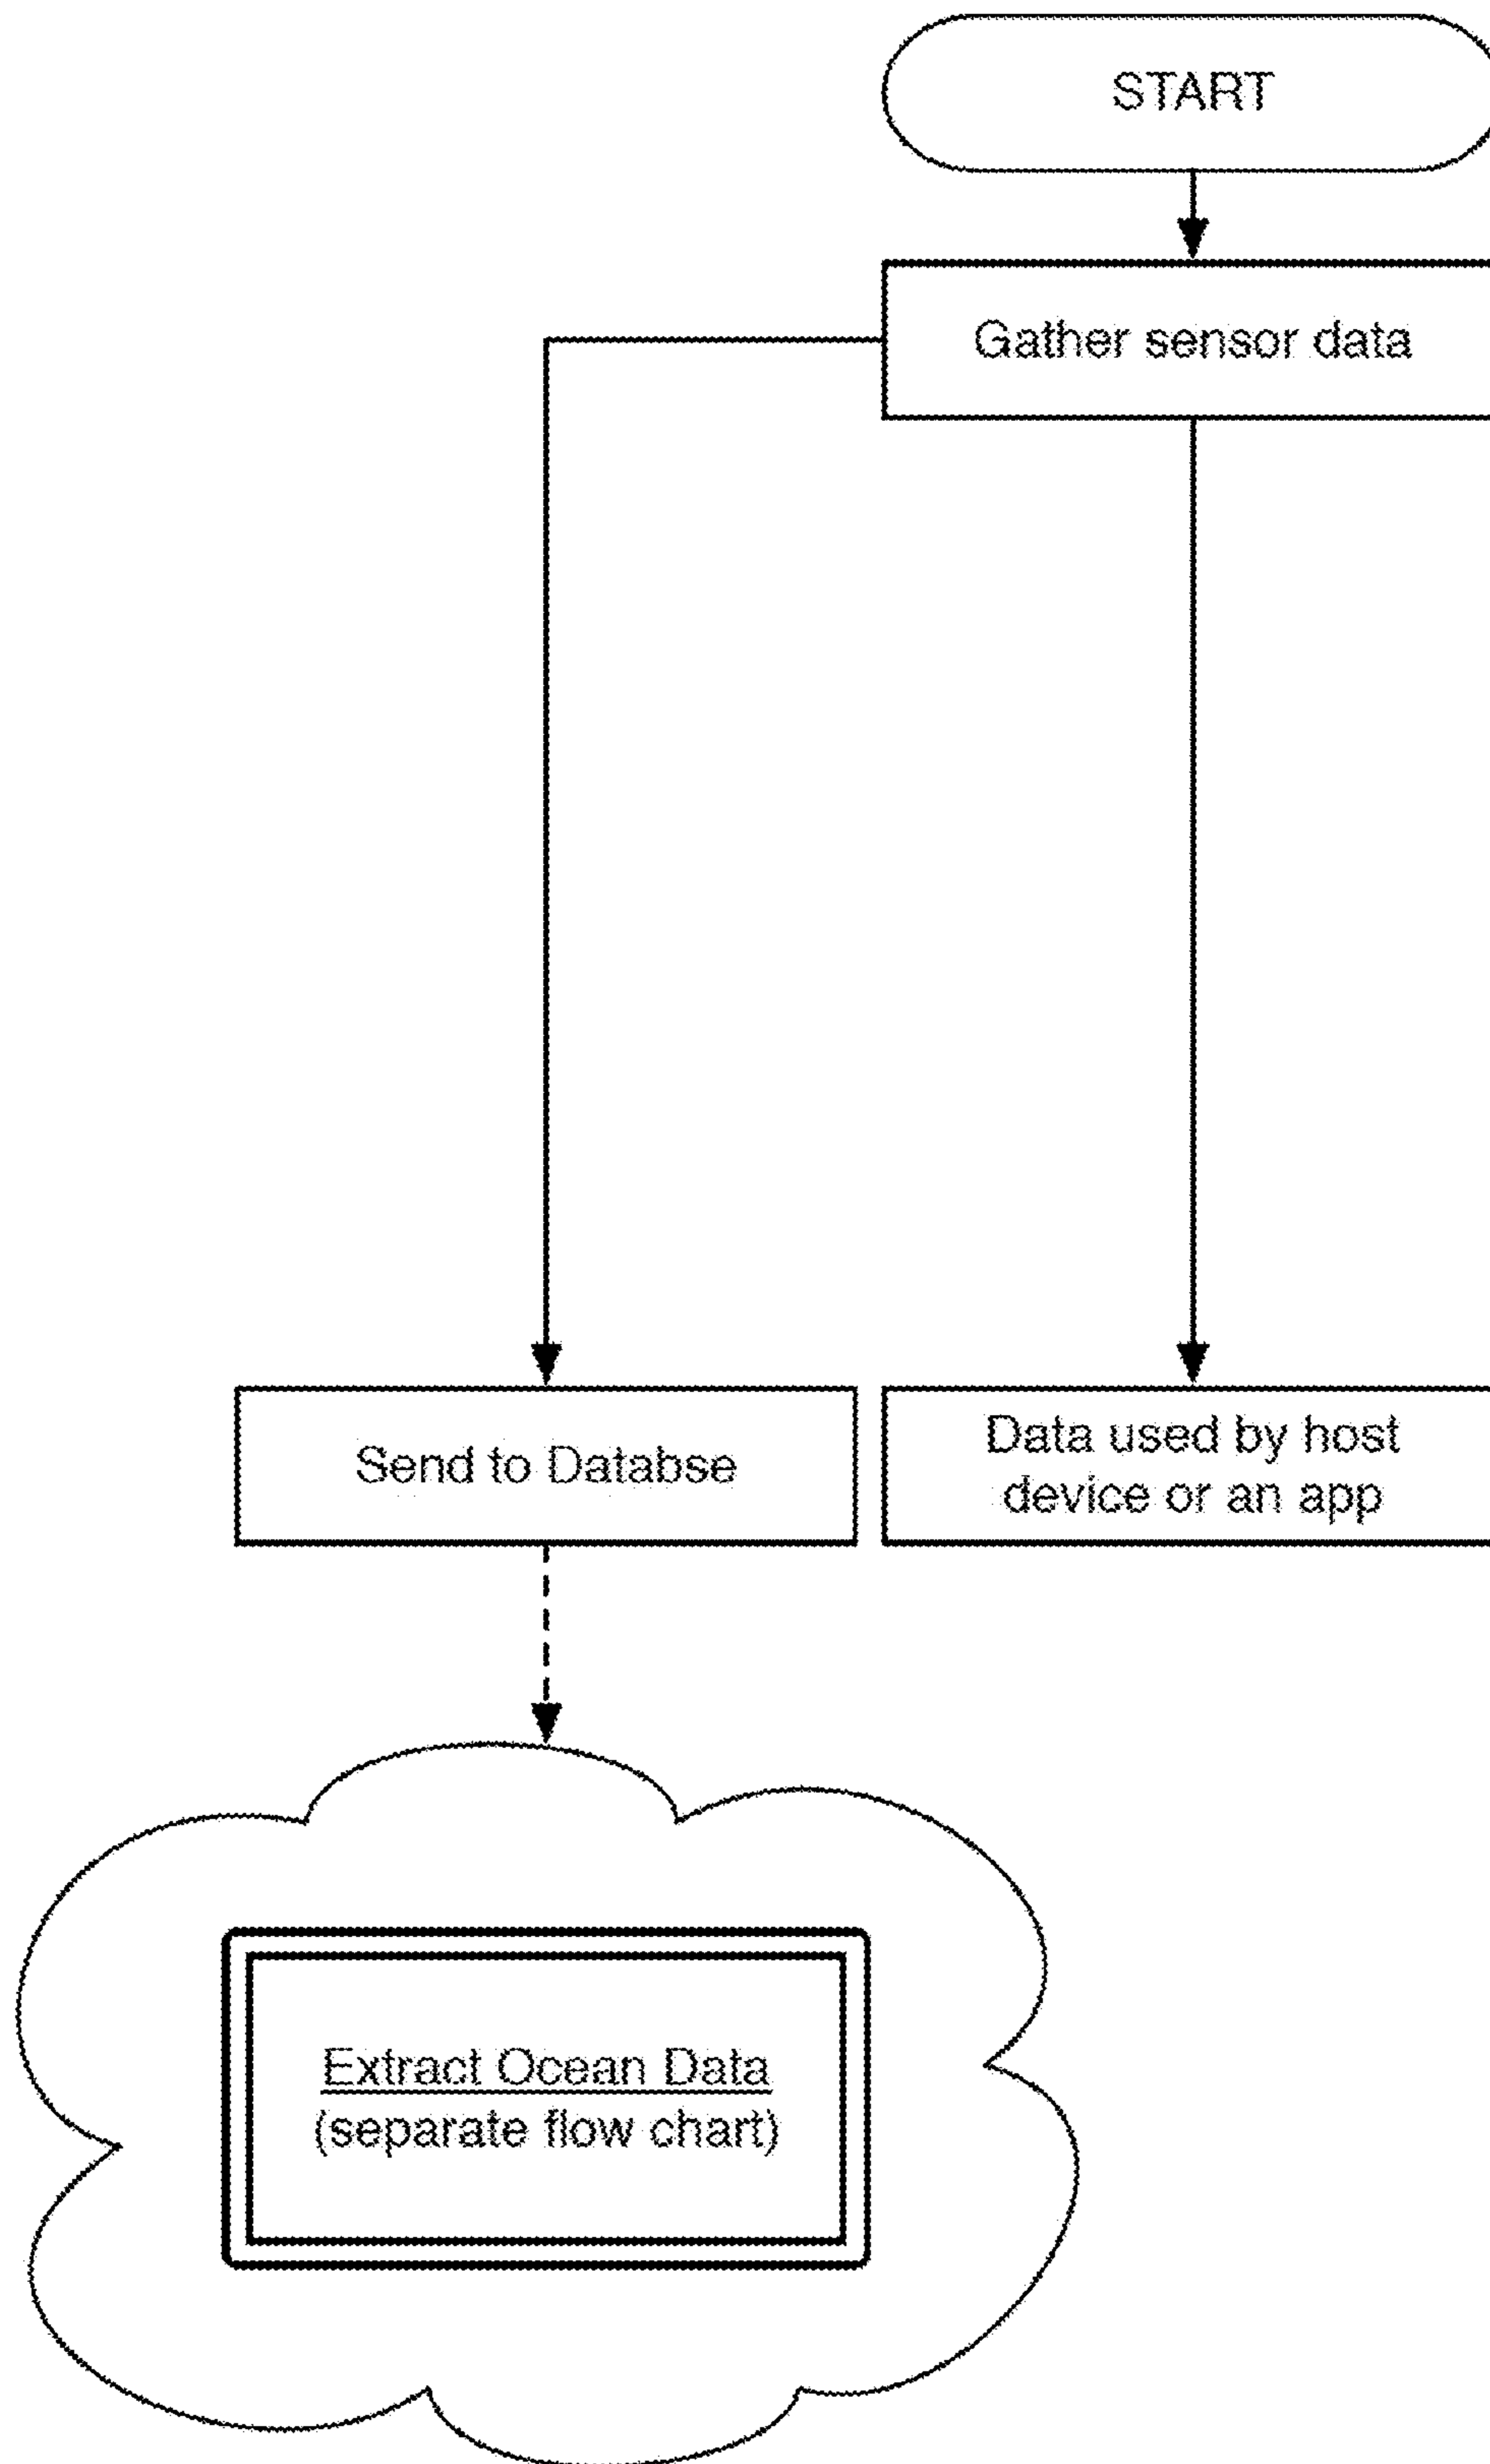 START
Gather sensor data
Send to Databse
Data used by host
device or an app
Extract Ocean Data
(separate flow chart)